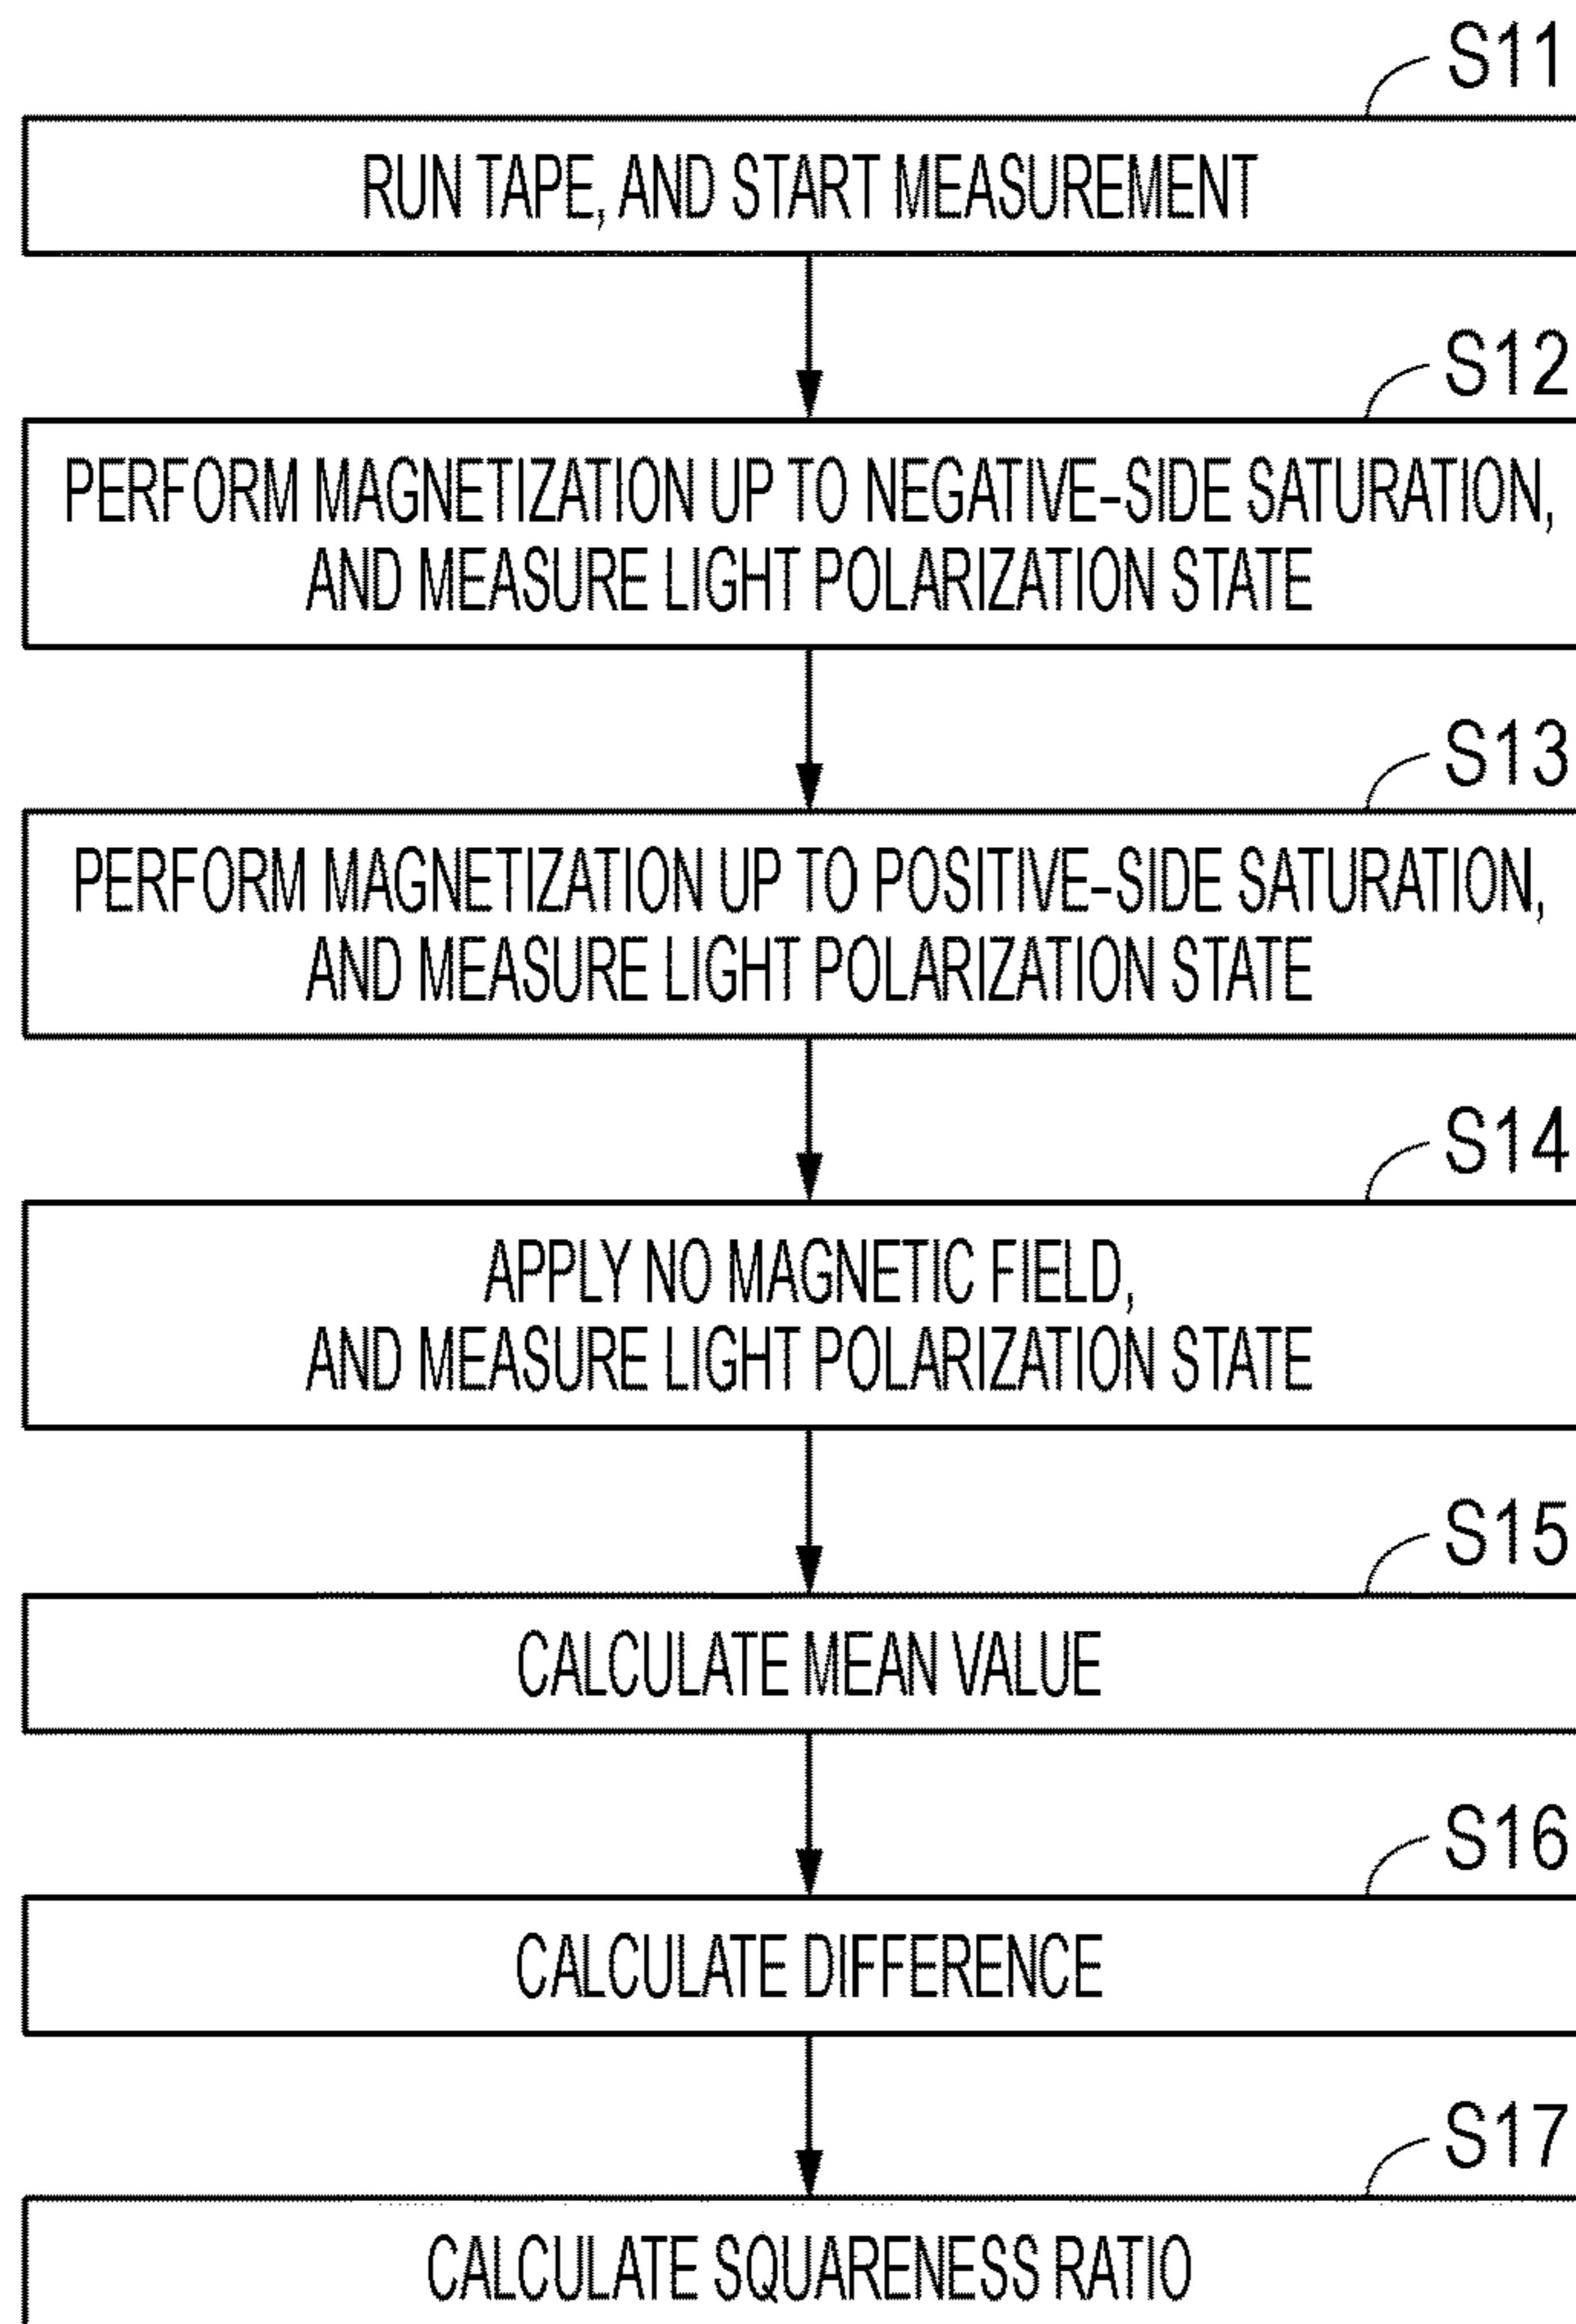 S11
RUN TAPE, AND START MEASUREMENT
S12
PERFORM MAGNETIZATION UP TO NEGATIVE-SIDE SATURATION,
AND MEASURE LIGHT POLARIZATION STATE
S13
PERFORM MAGNETIZATION UP TO POSITIVE-SIDE SATURATION,
AND MEASURE LIGHT POLARIZATION STATE
S14
APPLY NO MAGNETIC FIELD,
AND MEASURE LIGHT POLARIZATION STATE
S15
CALCULATE MEAN VALUE
S16
CALCULATE DIFFERENCE
S17
CALCULATE SQUARENESS RATIO